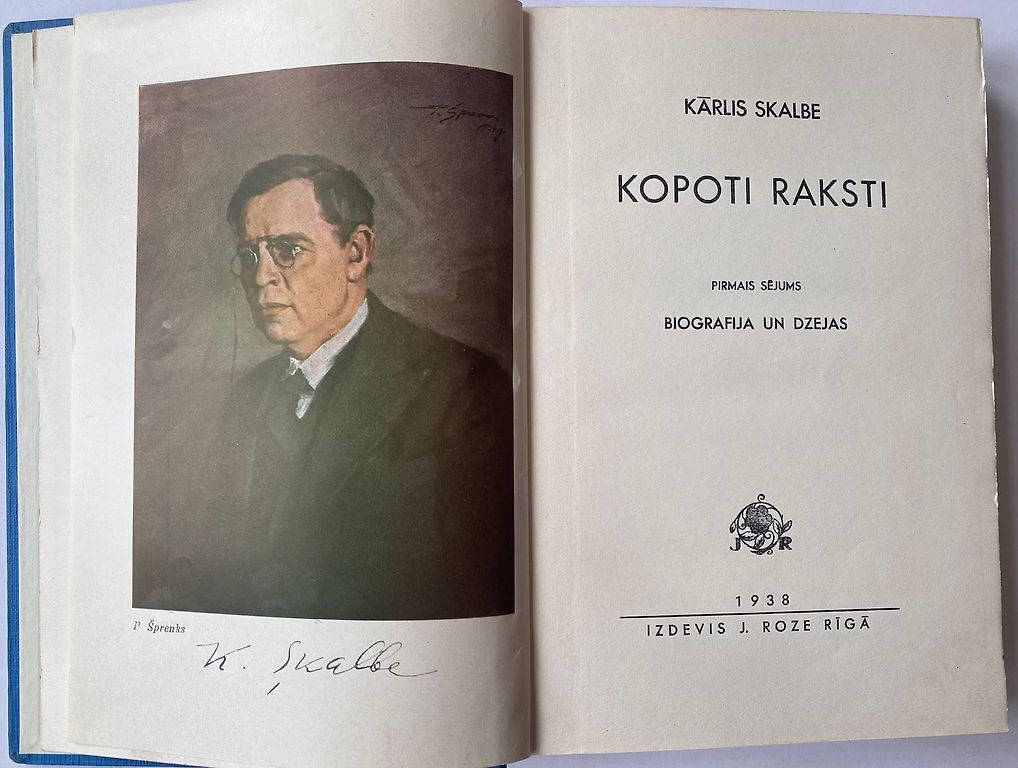 P. Šprenks
K. Skalbe
KĀRLIS SKALBE
KOPOTI RAKSTI
PIRMAIS SĒJUMS
BIOGRAFIJA UN DZEJAS
J R
1938
IZDEVIS J. ROZE RĪGĀ